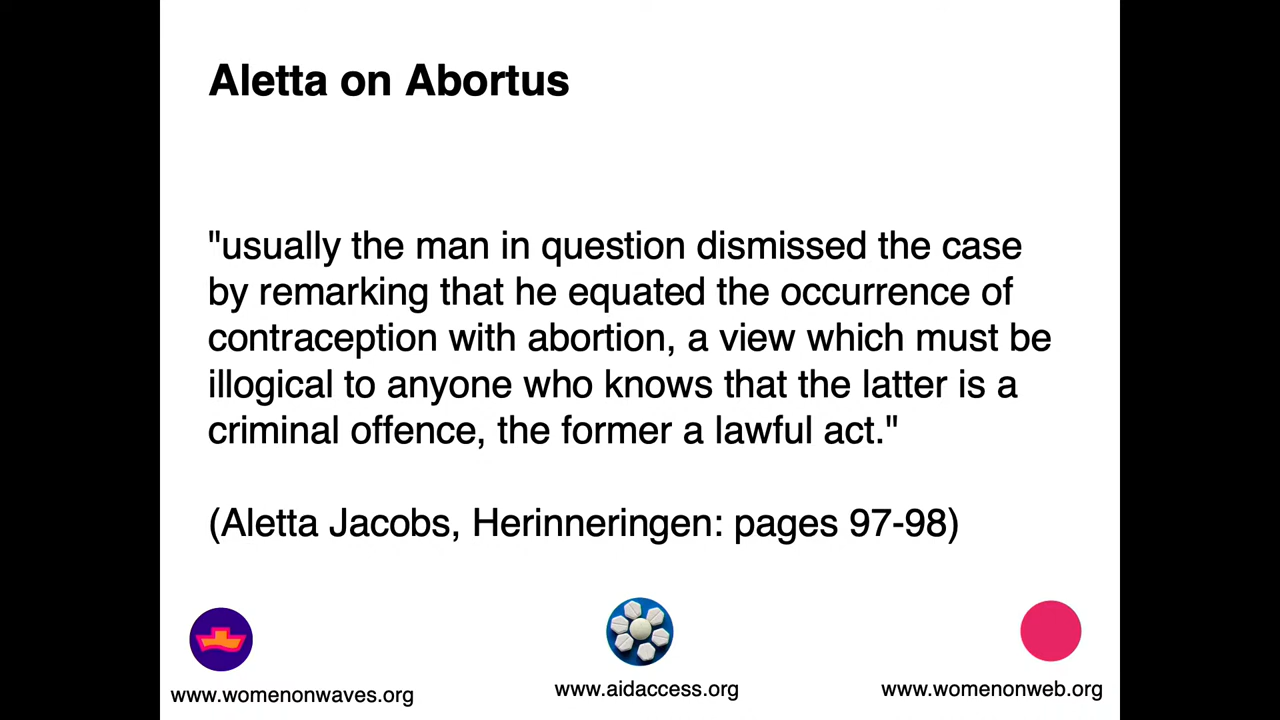 Aletta on Abortus
"usually the man in question dismissed the case
by remarking that he equated the occurrence of
contraception with abortion, a view which must be
illogical to anyone who knows that the latter is a
criminal offence, the former a lawful act."
(Aletta Jacobs, Herinneringen: pages 97-98)
www.womenonwaves.org
www.aidaccess.org
www.womenonweb.org